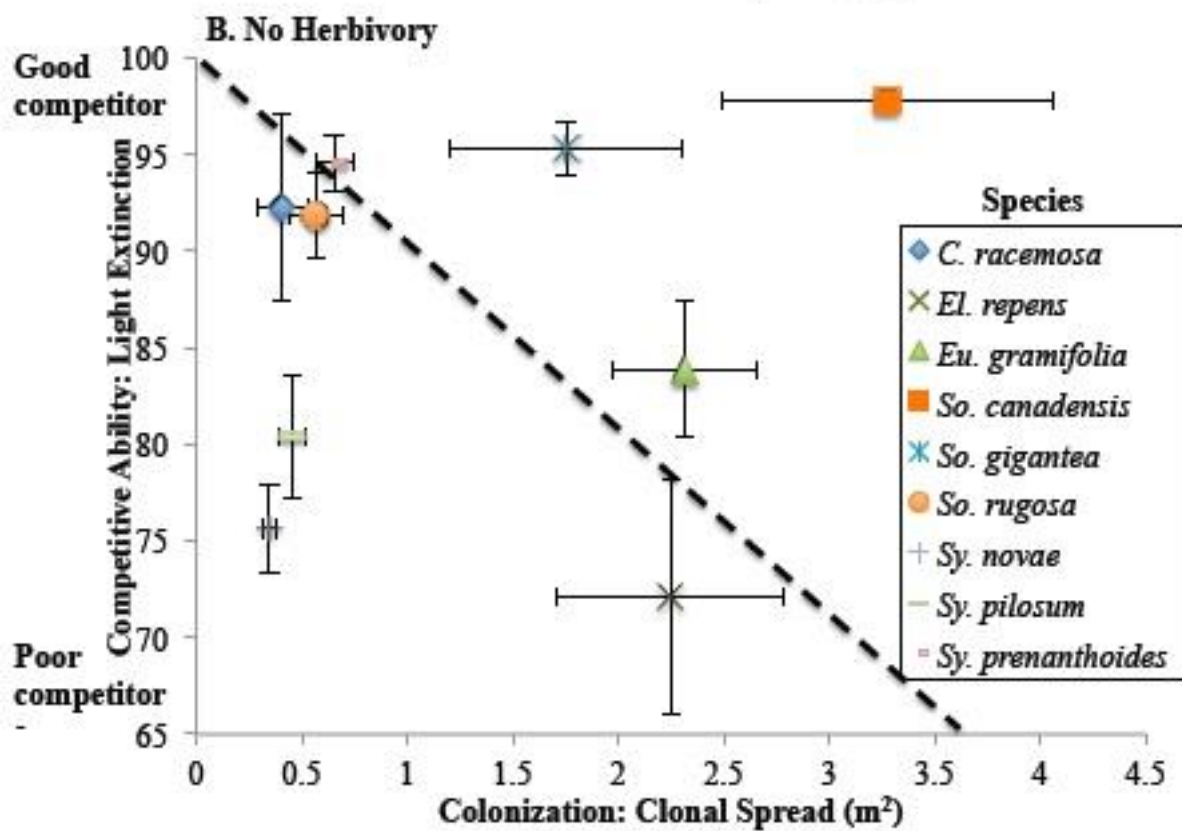 B. No Herbivory
Good
competitor
100
95
90
85
80
75
70
65
Competitive Ability: Light Extinction
Poor
competitor
-
0 0.5 1 1.5 2 2.5 3 3.5 4 4.5
Colonization: Clonal Spread (m²)
Species
C. racemosa
El. repens
Eu. gramifolia
So. canadensis
So. gigantea
So. rugosa
Sy. novae
Sy. pilosum
Sy. prenanthoides